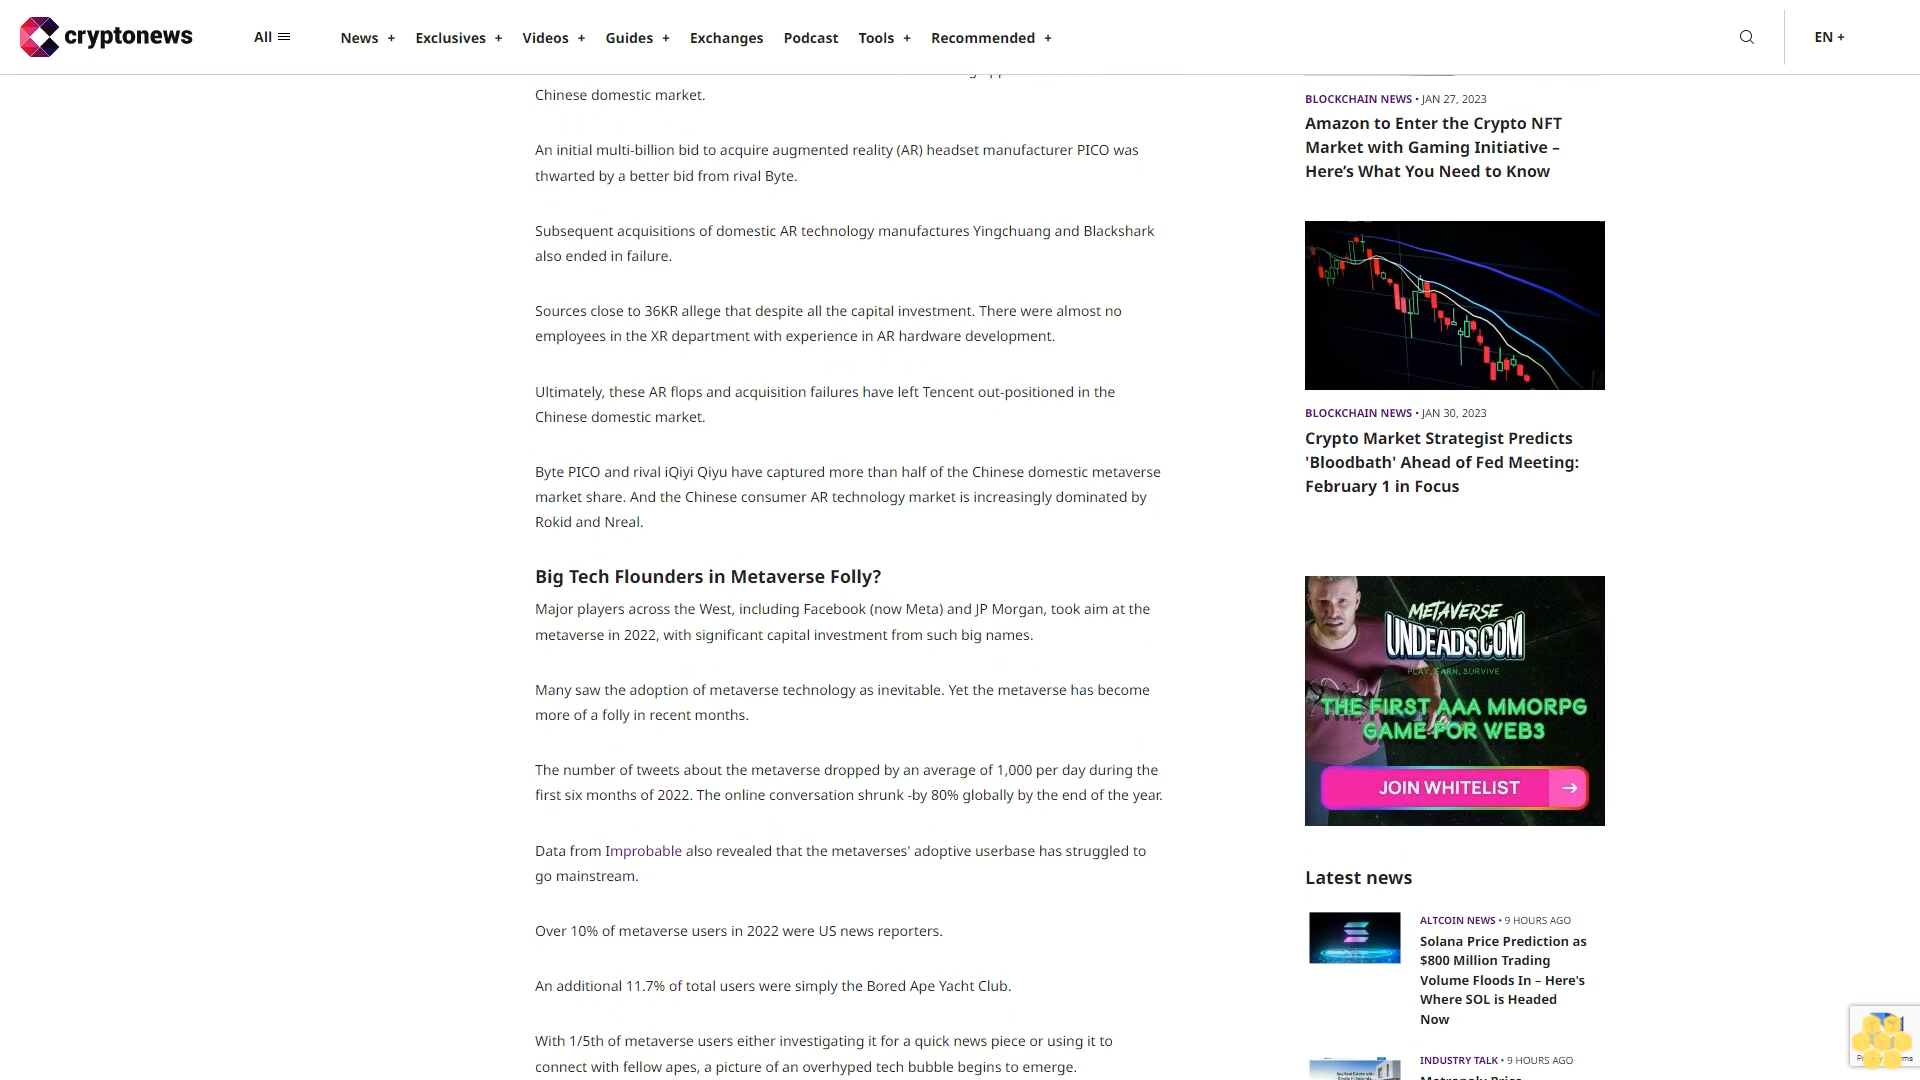 cryptonews
All
News +
Exclusives +
Videos +
Guides +
Exchanges
Podcast
Tools +
Recommended +
EN +
Chinese domestic market.
An initial multi-billion bid to acquire augmented reality (AR) headset manufacturer PICO was
thwarted by a better bid from rival Byte.
Subsequent acquisitions of domestic AR technology manufactures Yingchuang and Blackshark
also ended in failure.
Sources close to 36KR allege that despite all the capital investment. There were almost no
employees in the XR department with experience in AR hardware development.
Ultimately, these AR flops and acquisition failures have left Tencent out-positioned in the
Chinese domestic market.
Byte PICO and rival iQiyi Qiyu have captured more than half of the Chinese domestic metaverse
market share. And the Chinese consumer AR technology market is increasingly dominated by
Rokid and Nreal.
Big Tech Flounders in Metaverse Folly?
Major players across the West, including Facebook (now Meta) and JP Morgan, took aim at the
metaverse in 2022, with significant capital investment from such big names.
Many saw the adoption of metaverse technology as inevitable. Yet the metaverse has become
more of a folly in recent months.
The number of tweets about the metaverse dropped by an average of 1,000 per day during the
first six months of 2022. The online conversation shrunk -by 80% globally by the end of the year.
Data from Improbable also revealed that the metaverses' adoptive userbase has struggled to
go mainstream.
Over 10% of metaverse users in 2022 were US news reporters.
An additional 11.7% of total users were simply the Bored Ape Yacht Club.
With 1/5th of metaverse users either investigating it for a quick news piece or using it to
connect with fellow apes, a picture of an overhyped tech bubble begins to emerge.
BLOCKCHAIN NEWS • JAN 27, 2023
Amazon to Enter the Crypto NFT
Market with Gaming Initiative –
Here’s What You Need to Know
BLOCKCHAIN NEWS • JAN 30, 2023
Crypto Market Strategist Predicts
'Bloodbath' Ahead of Fed Meeting:
February 1 in Focus
METAVERSE
UNDEADS.COM
PLAY, EARN, SURVIVE
THE FIRST AAA MMORPG
GAME FOR WEB3
JOIN WHITELIST
Latest news
ALTCOIN NEWS • 9 HOURS AGO
Solana Price Prediction as
$800 Million Trading
Volume Floods In – Here's
Where SOL is Headed
Now
INDUSTRY TALK • 9 HOURS AGO